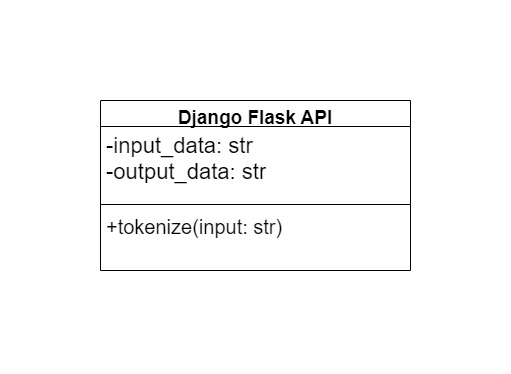 Django Flask API
-input_data: str
-output_data: str
+tokenize(input: str)